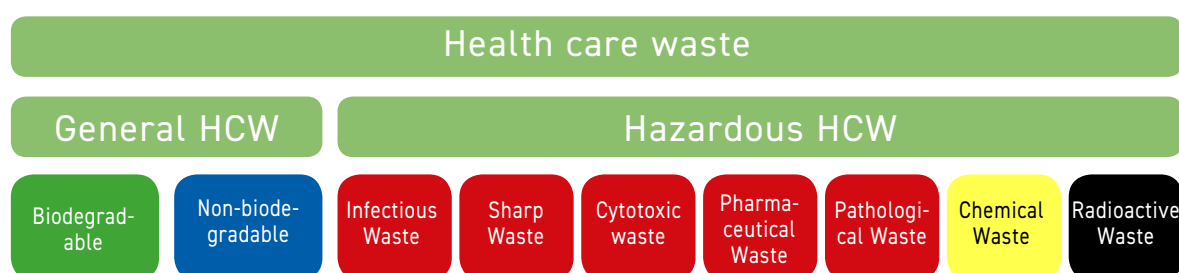 Health care waste
General HCW
Hazardous HCW
Biodegrad-
able
Non-biode-
gradable
Infectious
Waste
Sharp
Waste
Cytotoxic
waste
Pharma-
ceutical
Waste
Pathologi-
cal Waste
Chemical
Waste
Radioactive
Waste